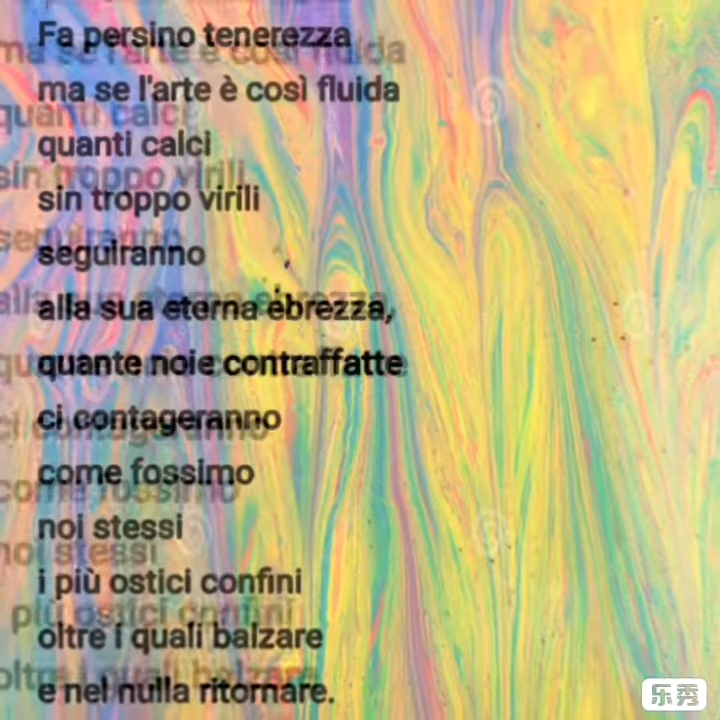 Fa persino tenerezza
ma se l'arte è così fluida
quanti calci
sin troppo virili
seguiranno
alla sua eterna ebrezza,
quante noie contraffatte
ci contageranno
come fossimo
noi stessi
i più ostici confini
oltre i quali balzare
e nel nulla ritornare.
乐秀